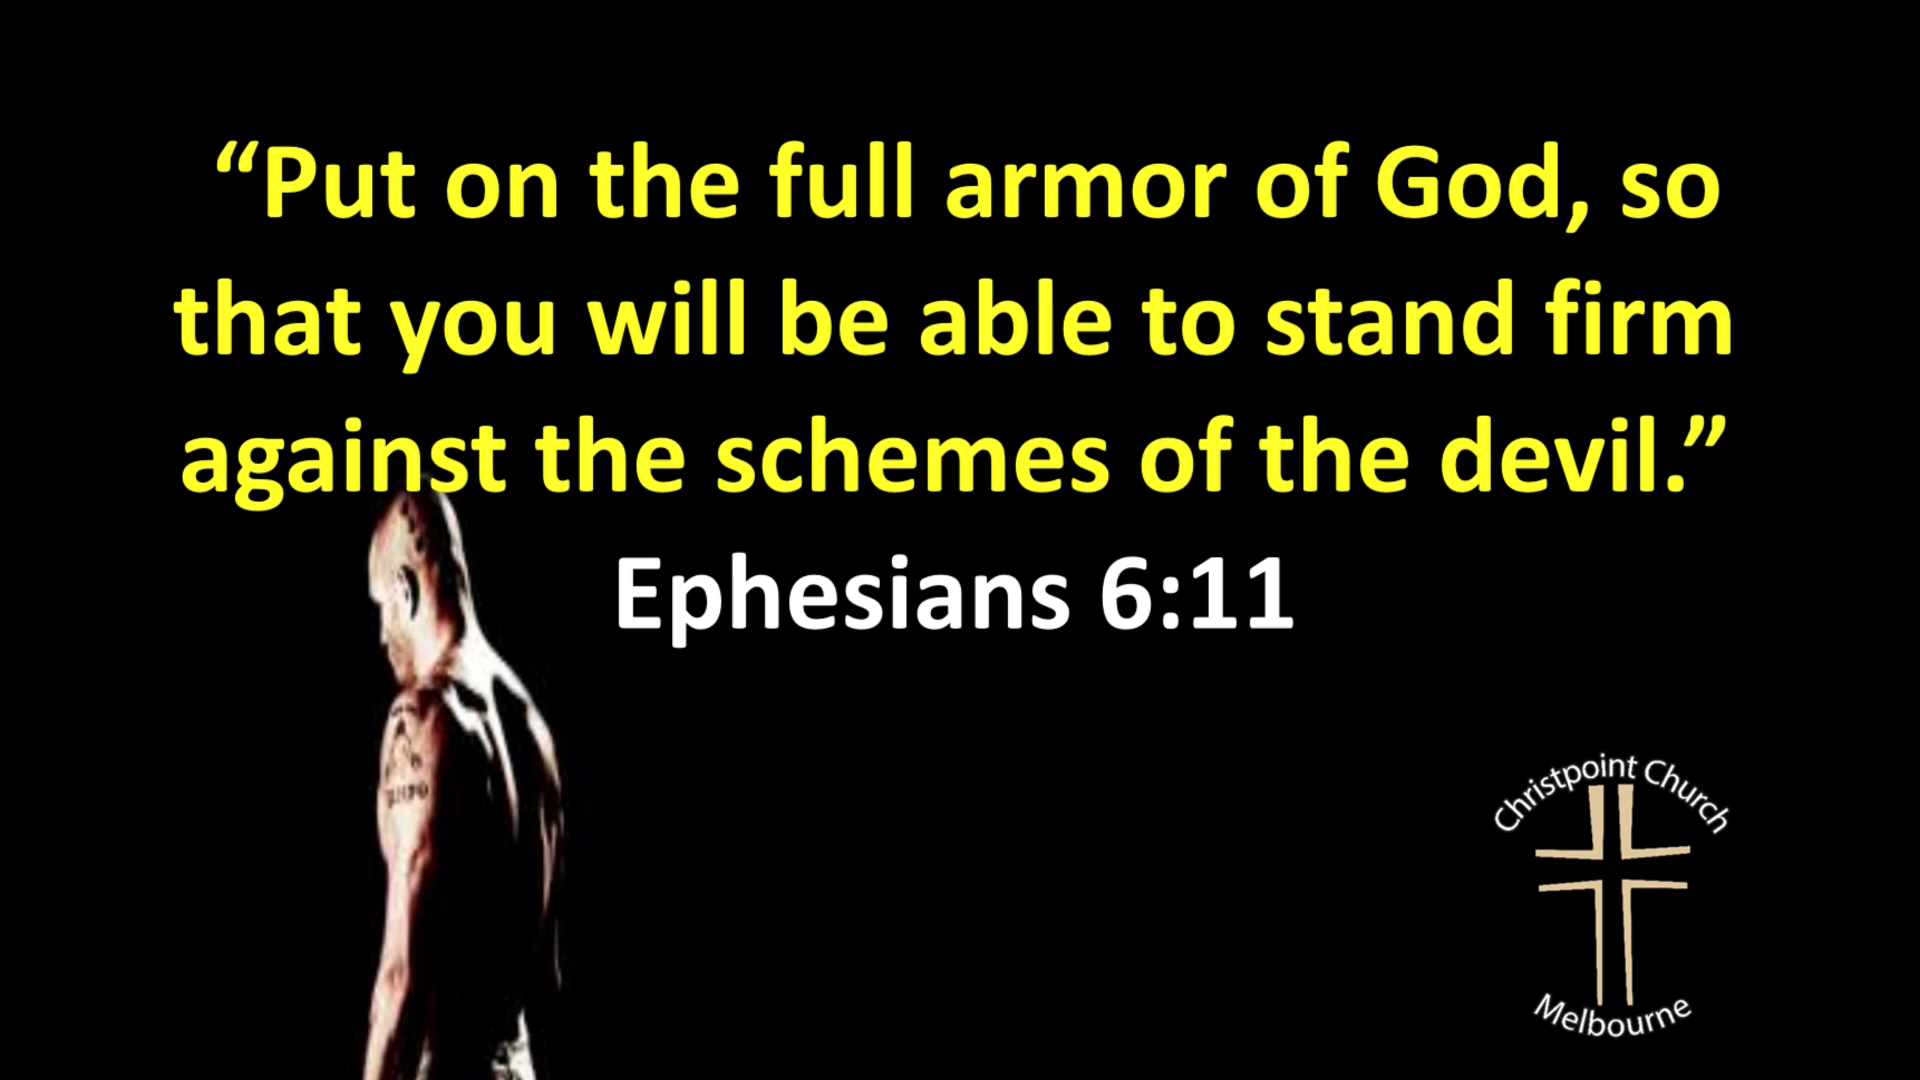 “Put on the full armor of God, so
that you will be able to stand firm
against the schemes of the devil.”
Ephesians 6:11
Christpoint Church
Melbourne